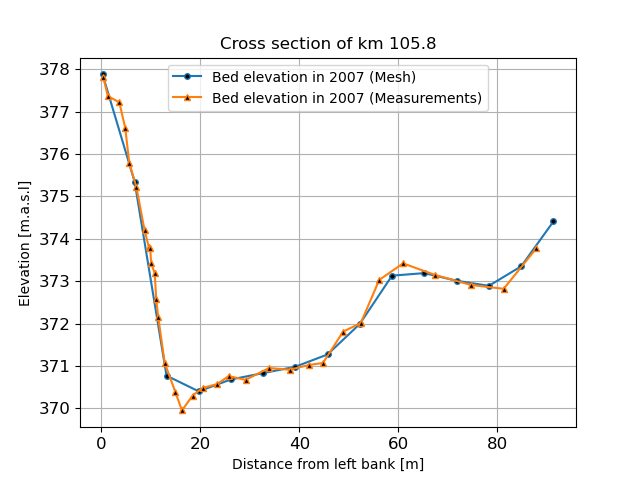 Cross section of km 105.8
Bed elevation in 2007 (Mesh)
Bed elevation in 2007 (Measurements)
378
377
376
375
374
373
372
371
370
Elevation [m.a.s.l]
0 20 40 60 80
Distance from left bank [m]